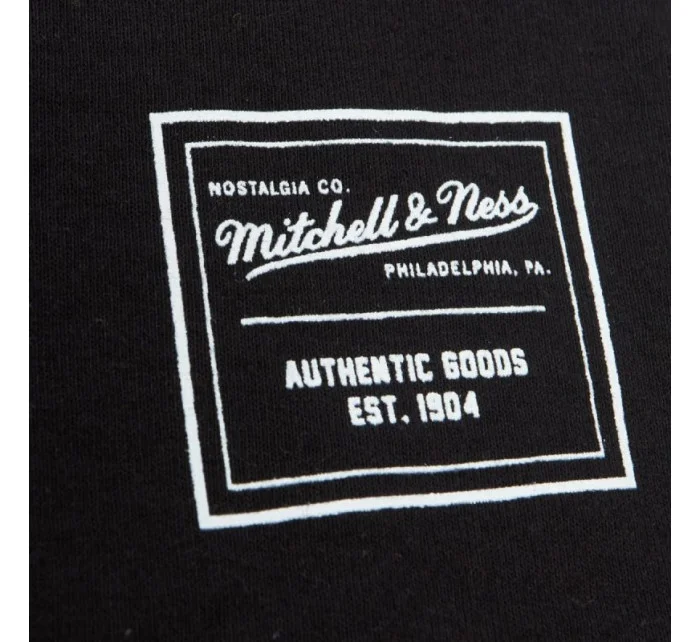 NOSTALGIA CO.
Mitchell & Ness
PHILADELPHIA, PA.
AUTHENTIC GOODS
EST. 1904